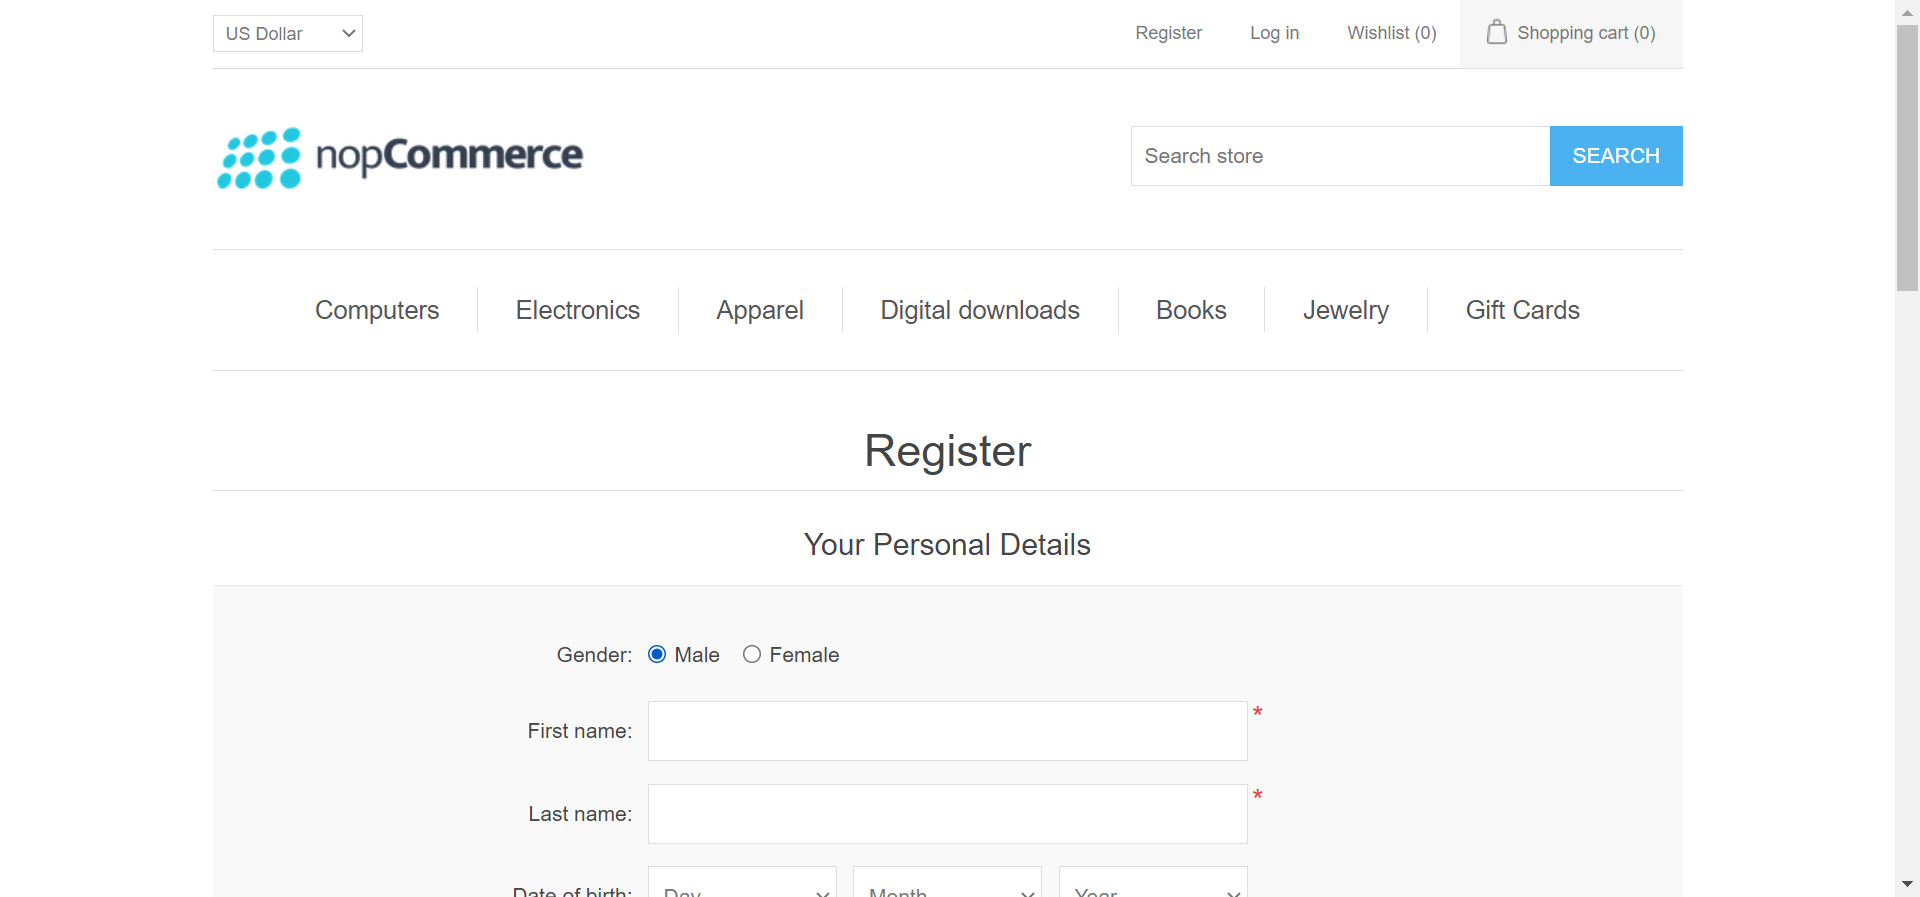 US Dollar
Register
Log in
Wishlist (0)
Shopping cart (0)
nopCommerce
Search store
SEARCH
Computers
Electronics
Apparel
Digital downloads
Books
Jewelry
Gift Cards
Register
Your Personal Details
Gender: Male Female
First name: *
Last name: *
Date of birth: Day Month Year